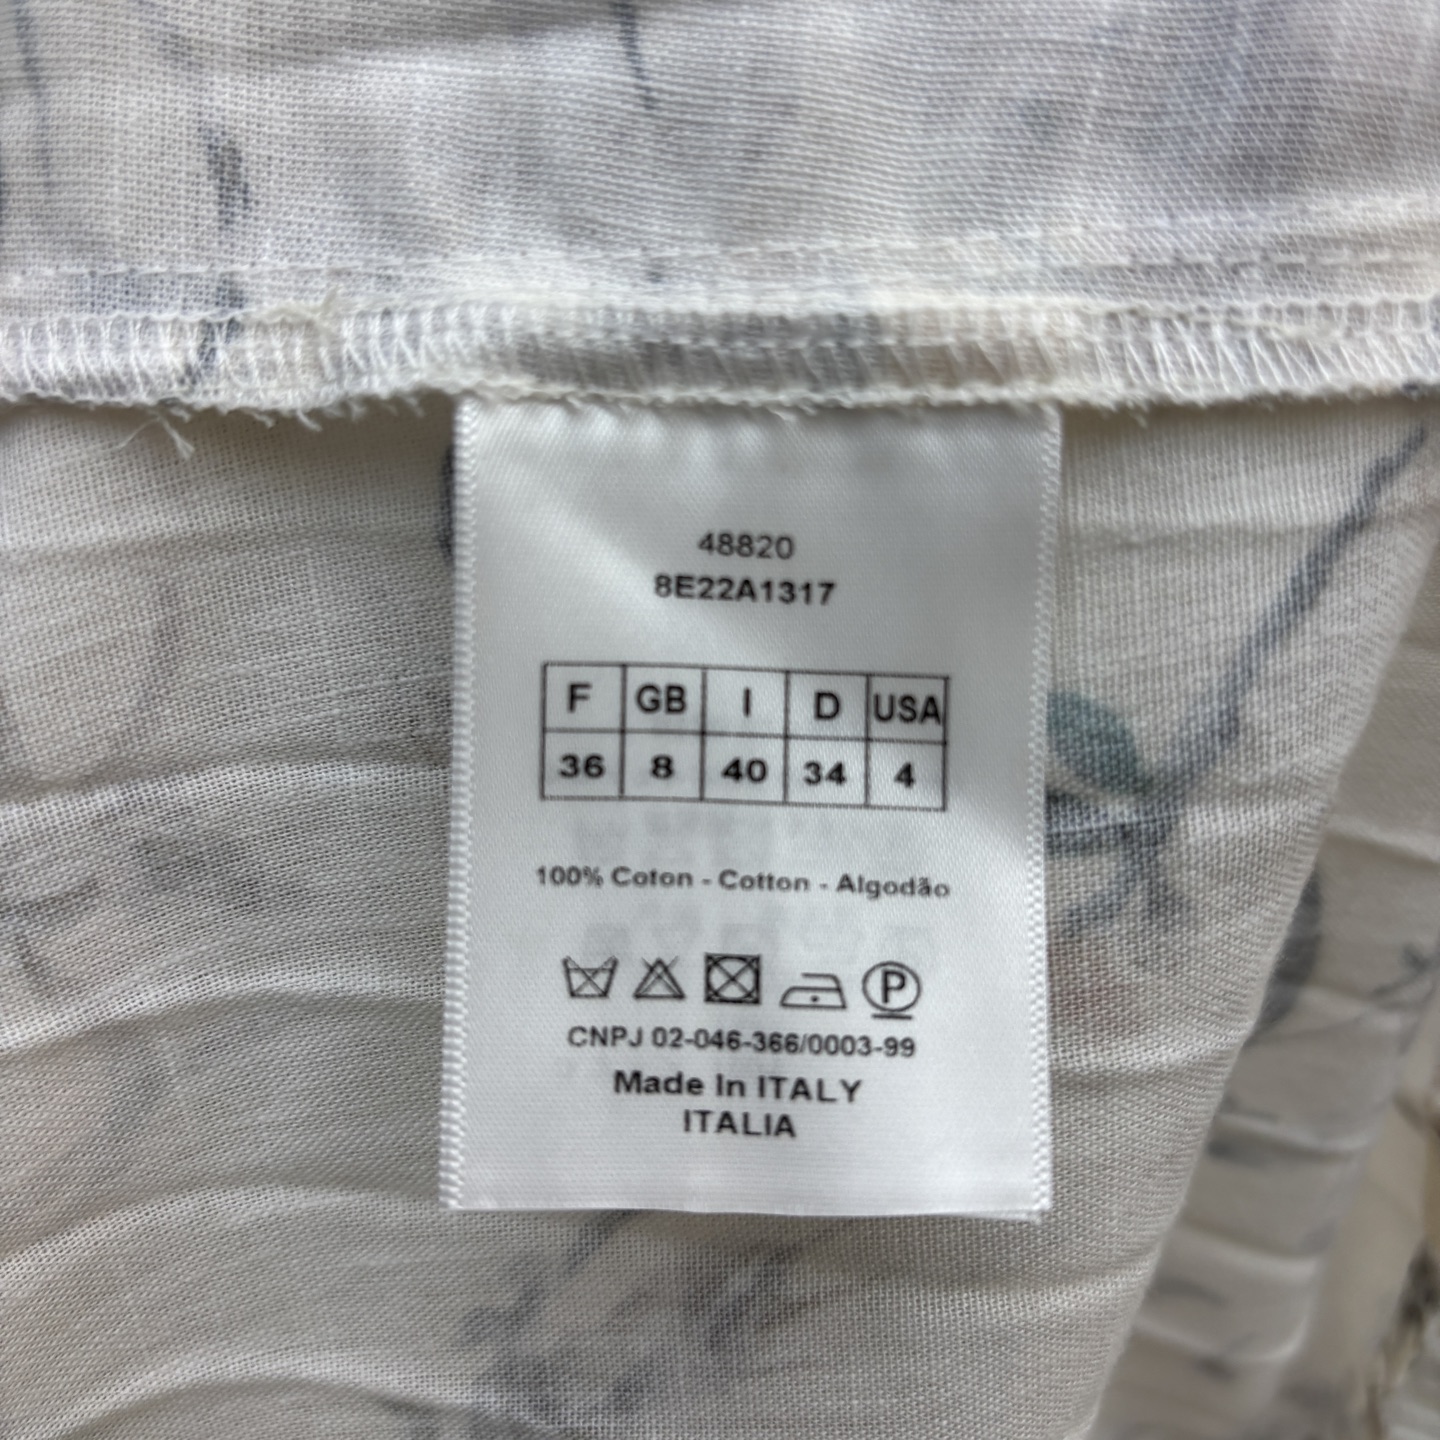 48820
8E22A1317
F GB I D USA
36 8 40 34 4
100% Coton - Cotton - Algodão
P
CNPJ 02-046-366/0003-99
Made In ITALY
ITALIA